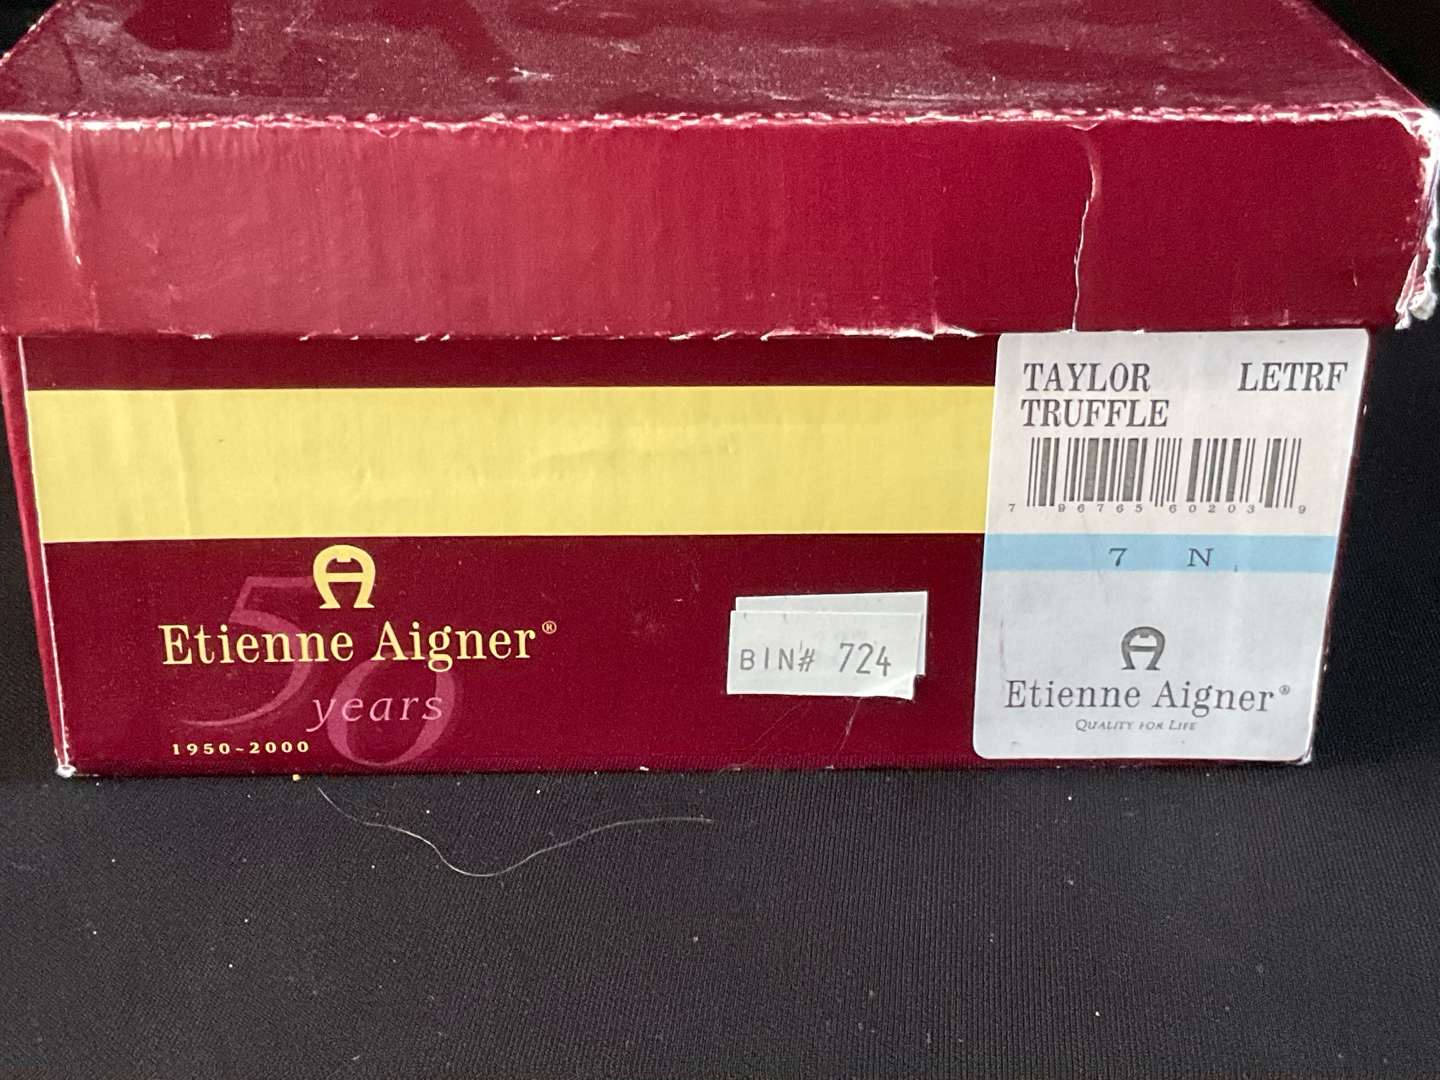 TAYLOR LETRF
TRUFFLE
7 96765 60203 9
7 N
Etienne Aigner®
QUALITY FOR LIFE
BIN# 724
Etienne Aigner®
50
years
1950~2000